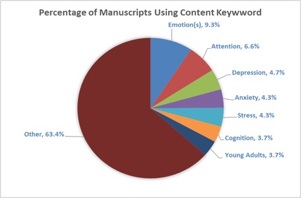 Percentage of Manuscripts Using Content Keywword
Emotion(s), 9.3%
Attention, 6.6%
Depression, 4.7%
Anxiety, 4.3%
Stress, 4.3%
Cognition, 3.7%
Young Adults, 3.7%
Other, 63.4%